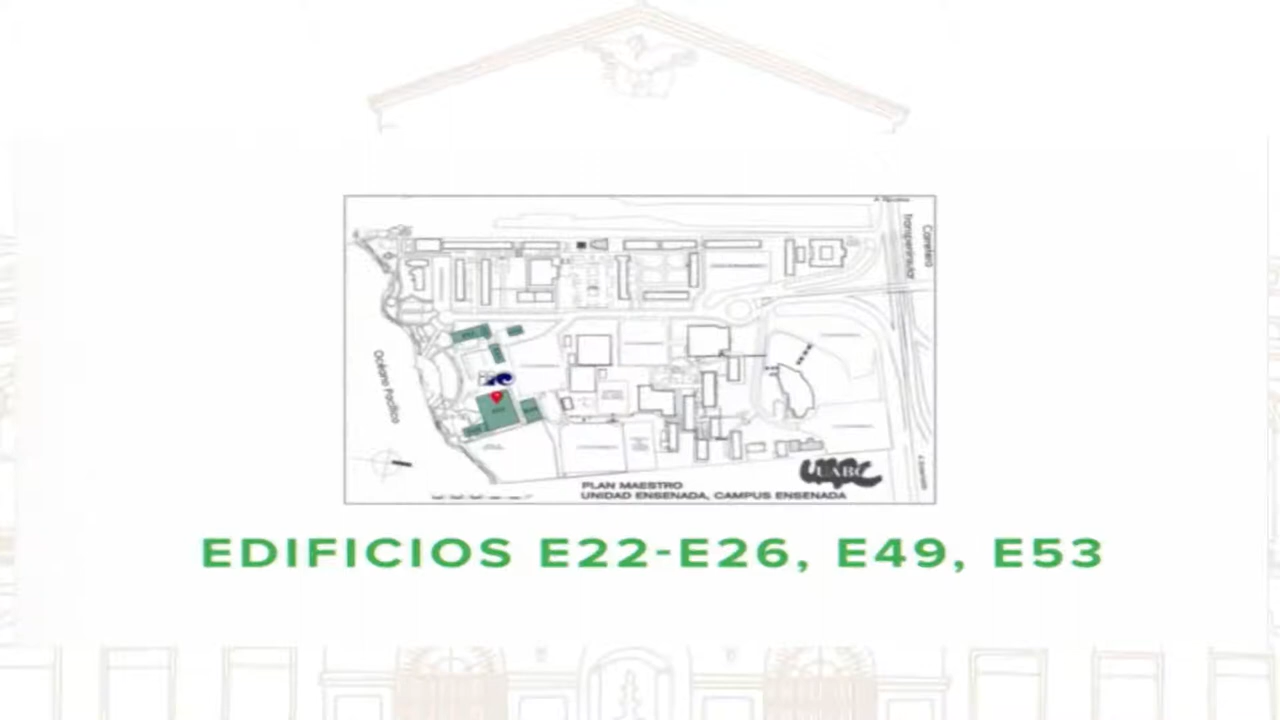 Carretera
Transpeninsular
Océano Pacífico
UABC
PLAN MAESTRO
UNIDAD ENSENADA, CAMPUS ENSENADA
EDIFICIOS E22-E26, E49, E53